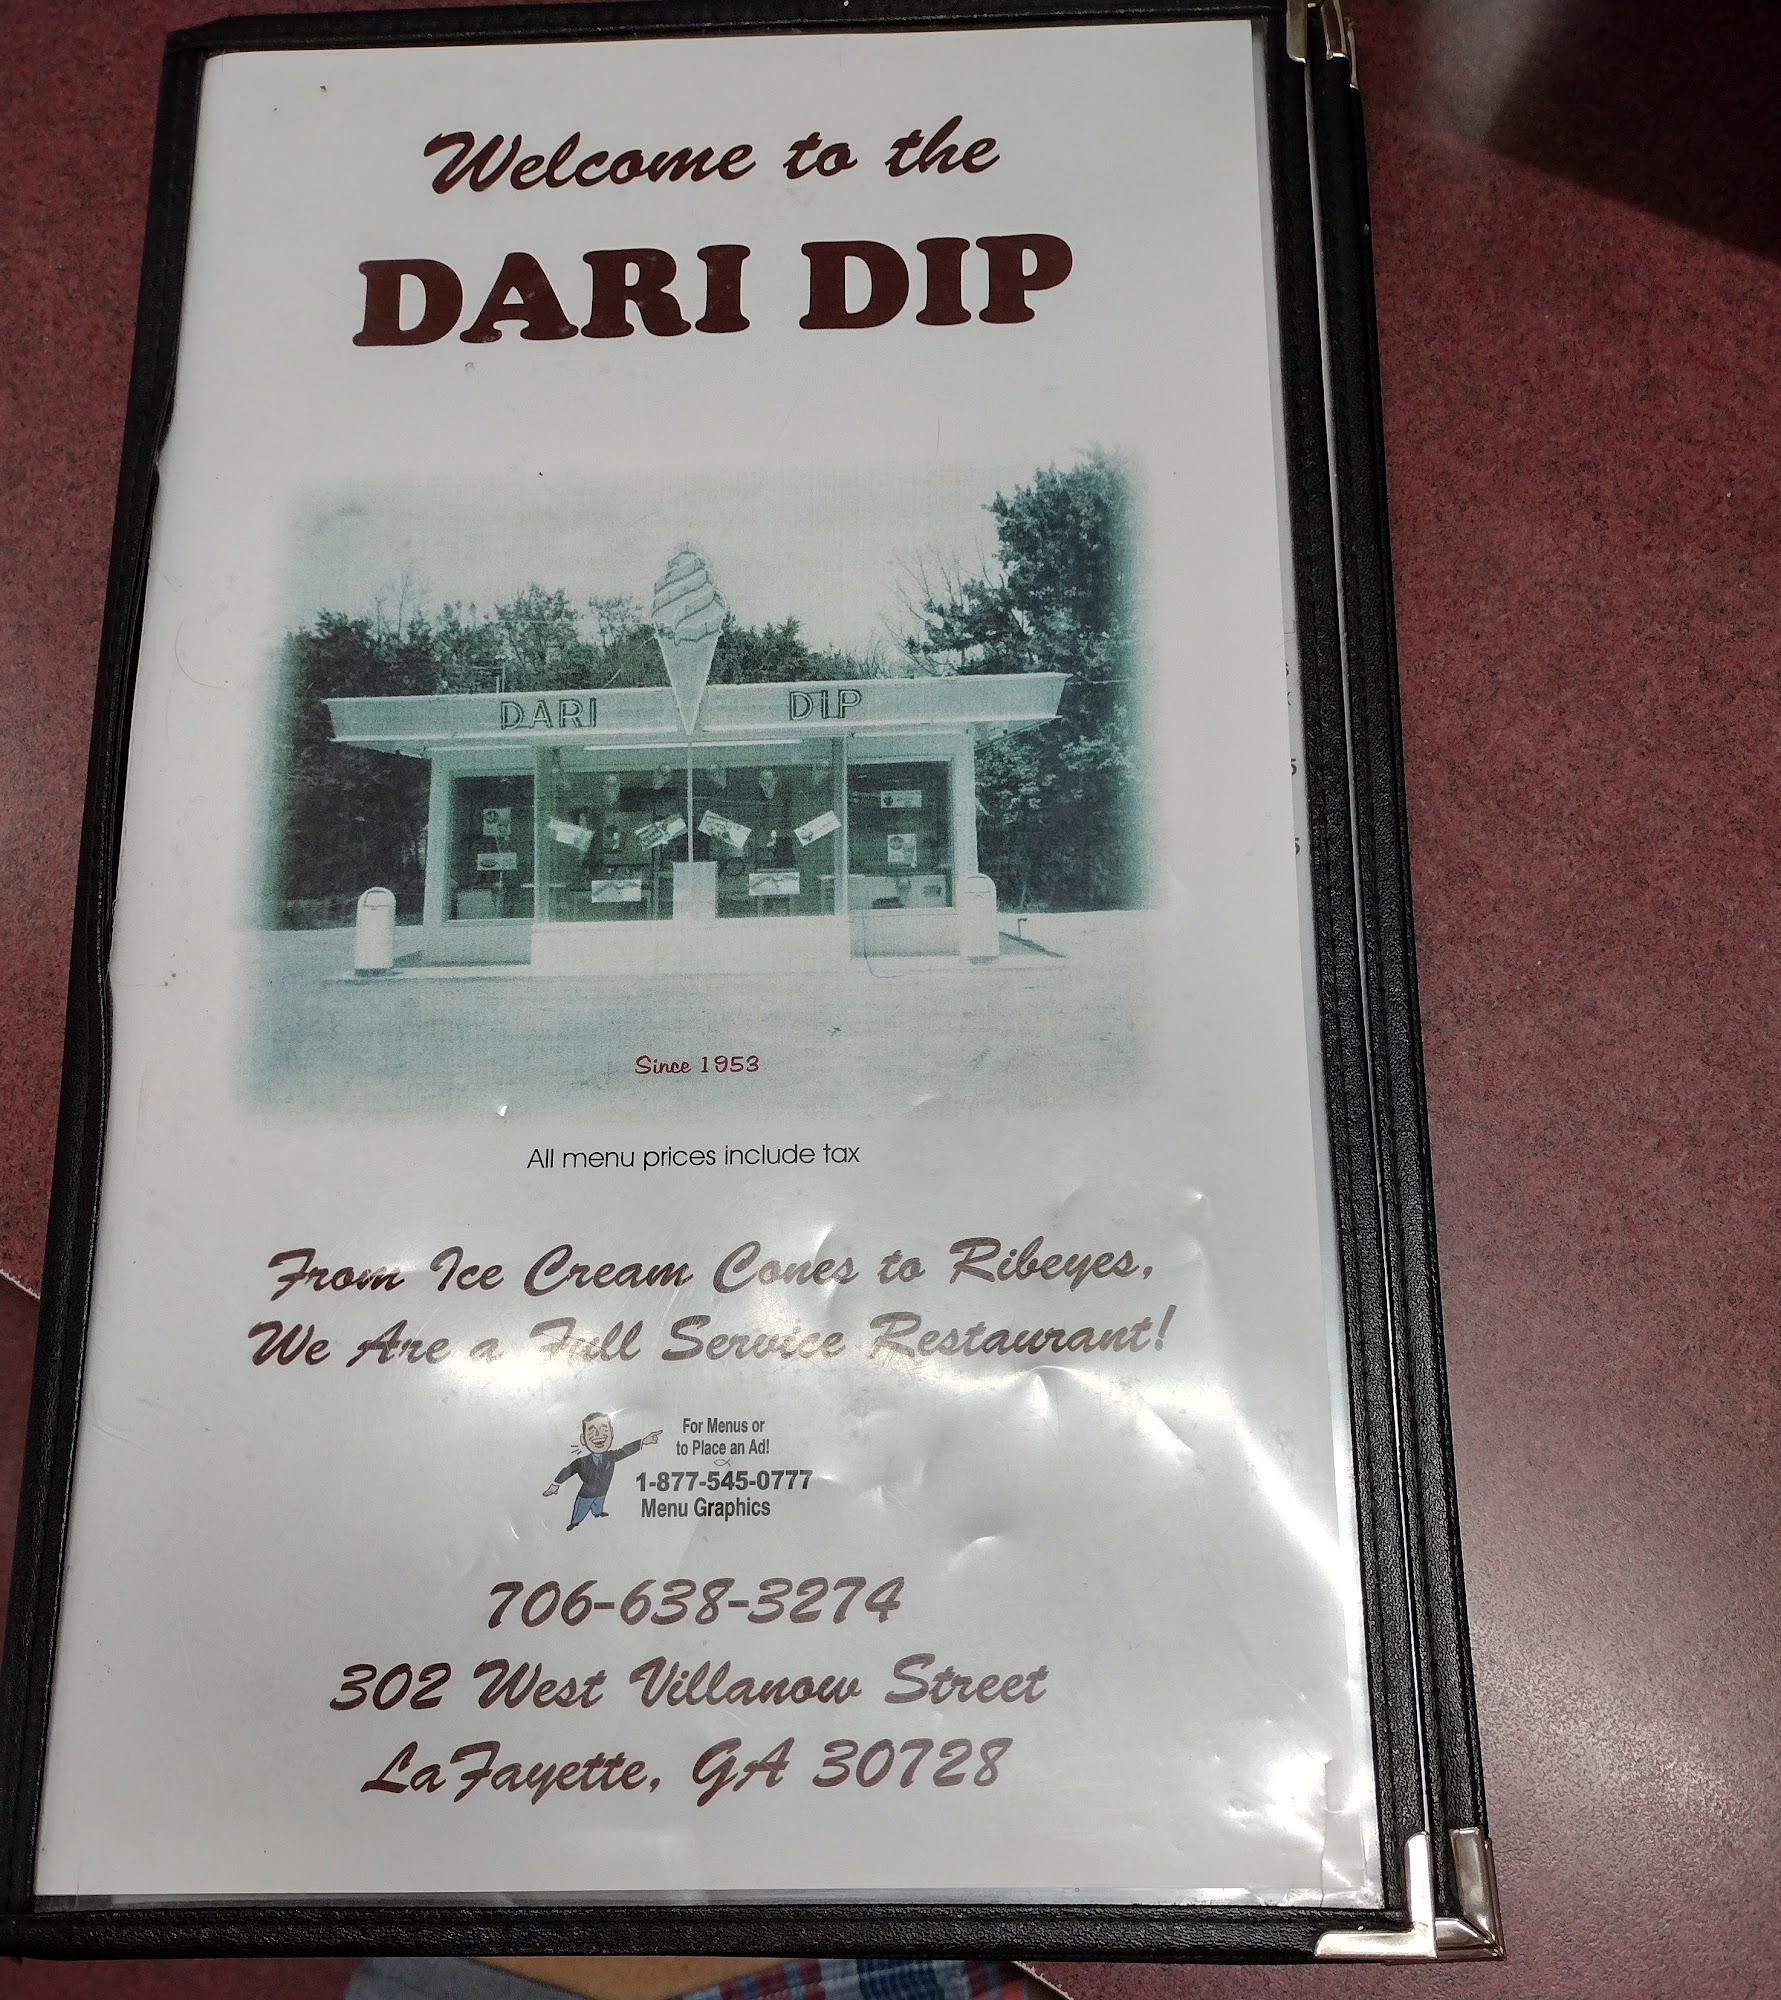 Welcome to the
DARI DIP
DARI DIP
Since 1953
All menu prices include tax
From Ice Cream Cones to Ribeyes,
We Are a Full Service Restaurant!
For Menus or
to Place an Ad!
1-877-545-0777
Menu Graphics
706-638-3274
302 West Villanow Street
LaFayette, GA 30728